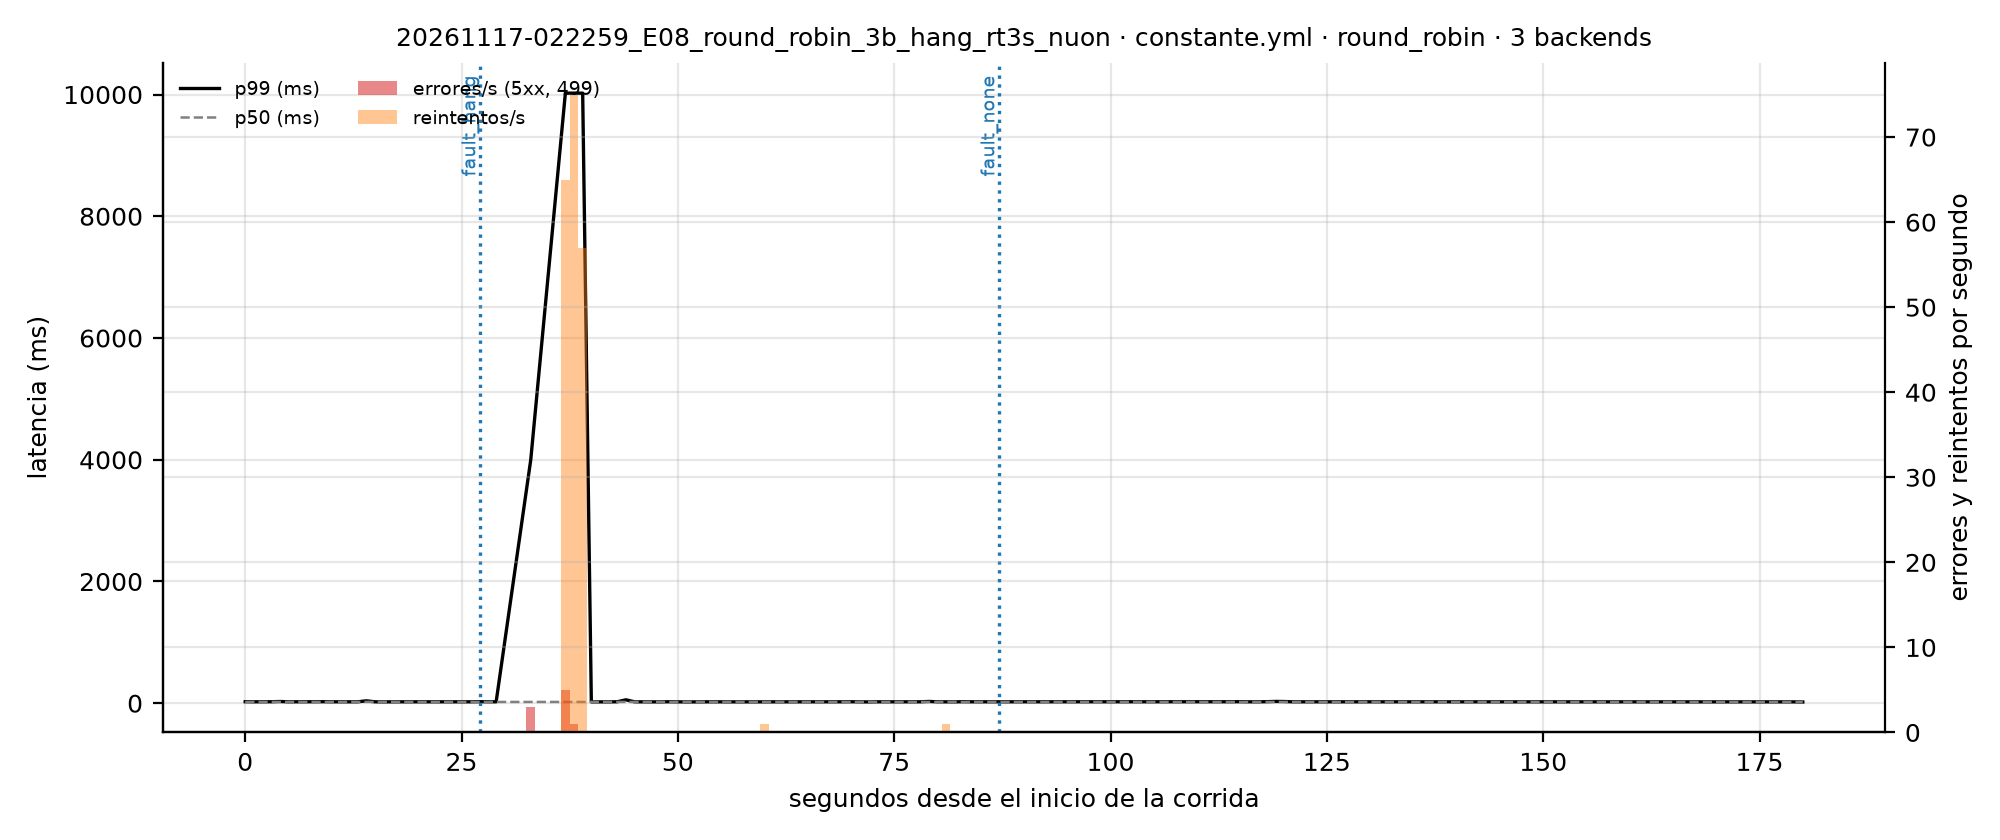 20261117-022259_E08_round_robin_3b_hang_rt3s_nuon · constante.yml · round_robin · 3 backends
p99 (ms)
p50 (ms)
errores/s (5xx, 499)
reintentos/s
fault_hang
fault_none
10000
8000
6000
4000
2000
0
latencia (ms)
70
60
50
40
30
20
10
0
errores y reintentos por segundo
0 25 50 75 100 125 150 175
segundos desde el inicio de la corrida